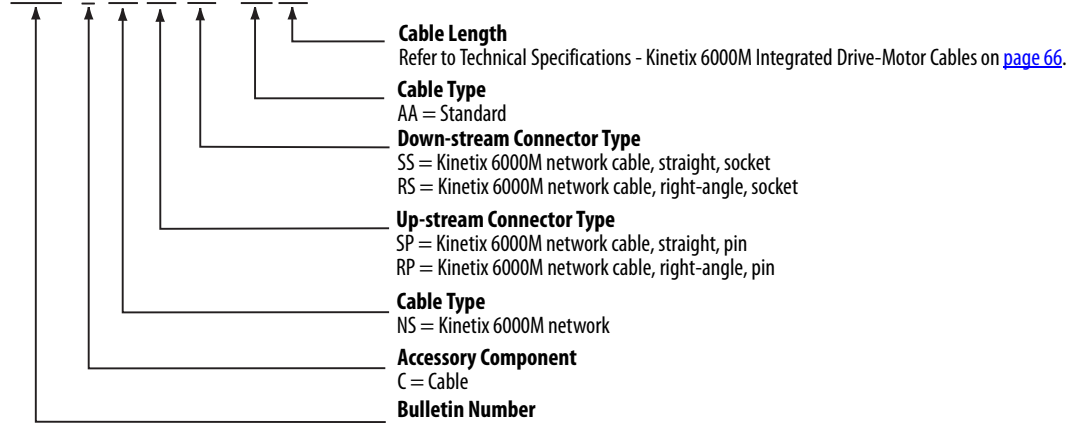 Cable Length
Refer to Technical Specifications - Kinetix 6000M Integrated Drive-Motor Cables on page 66.
Cable Type
AA = Standard
Down-stream Connector Type
SS = Kinetix 6000M network cable, straight, socket
RS = Kinetix 6000M network cable, right-angle, socket
Up-stream Connector Type
SP = Kinetix 6000M network cable, straight, pin
RP = Kinetix 6000M network cable, right-angle, pin
Cable Type
NS = Kinetix 6000M network
Accessory Component
C = Cable
Bulletin Number